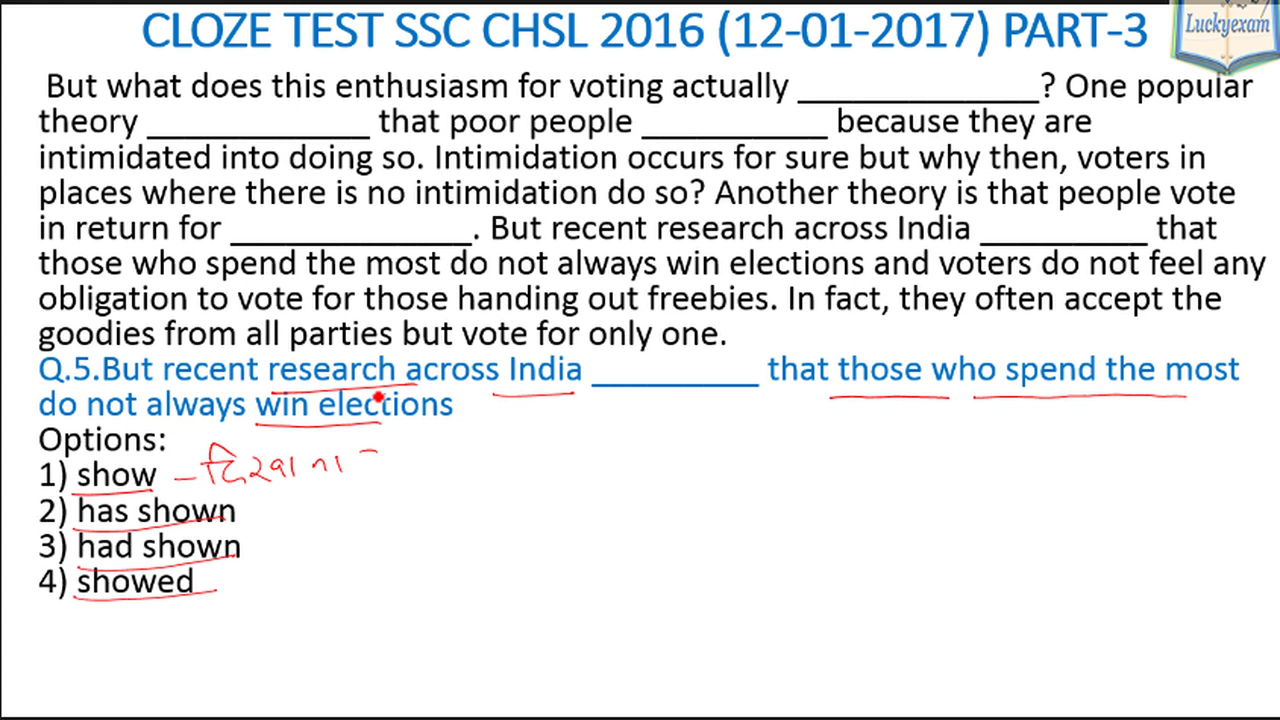 CLOZE TEST SSC CHSL 2016 (12-01-2017) PART-3
Luckyexam
But what does this enthusiasm for voting actually ______________? One popular
theory _____________ that poor people ___________ because they are
intimidated into doing so. Intimidation occurs for sure but why then, voters in
places where there is no intimidation do so? Another theory is that people vote
in return for ______________. But recent research across India __________ that
those who spend the most do not always win elections and voters do not feel any
obligation to vote for those handing out freebies. In fact, they often accept the
goodies from all parties but vote for only one.
Q.5.But recent research across India __________ that those who spend the most
do not always win elections
Options:
1) show
2) has shown
3) had shown
4) showed